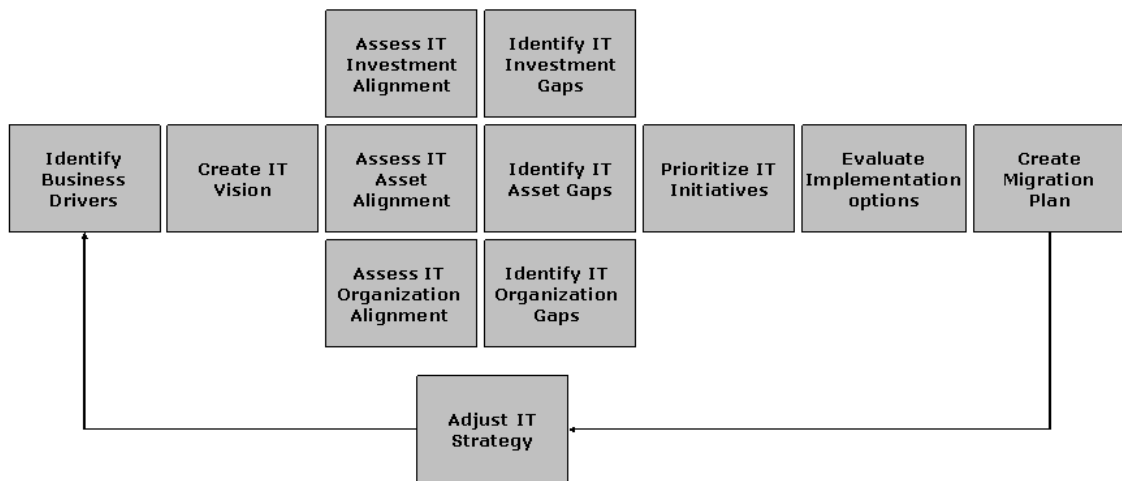 Assess IT
Investment
Alignment
Identify IT
Investment
Gaps
Identify
Business
Drivers
Create IT
Vision
Assess IT
Asset
Alignment
Identify IT
Asset Gaps
Prioritize IT
Initiatives
Evaluate
Implementation
options
Create
Migration
Plan
Assess IT
Organization
Alignment
Identify IT
Organization
Gaps
Adjust IT
Strategy